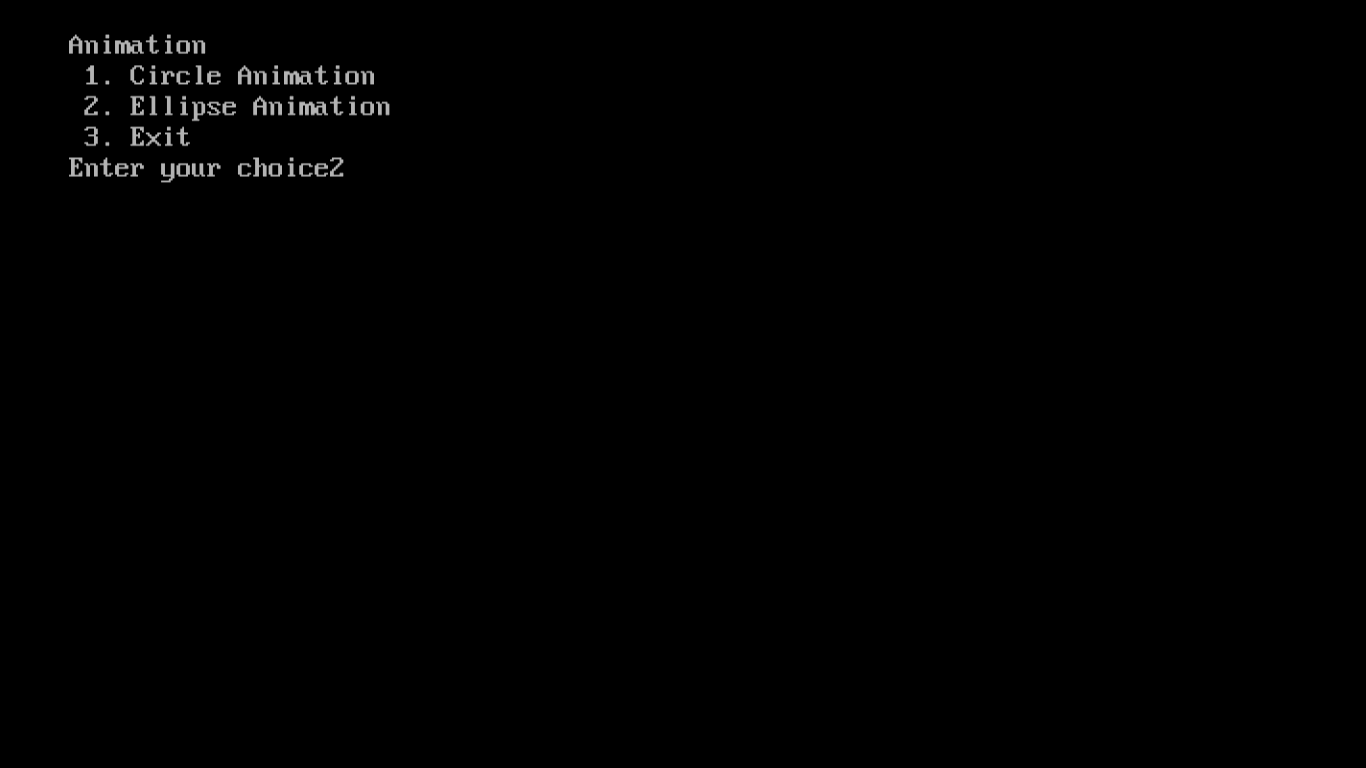 Animation
1. Circle Animation
2. Ellipse Animation
3. Exit
Enter your choice2